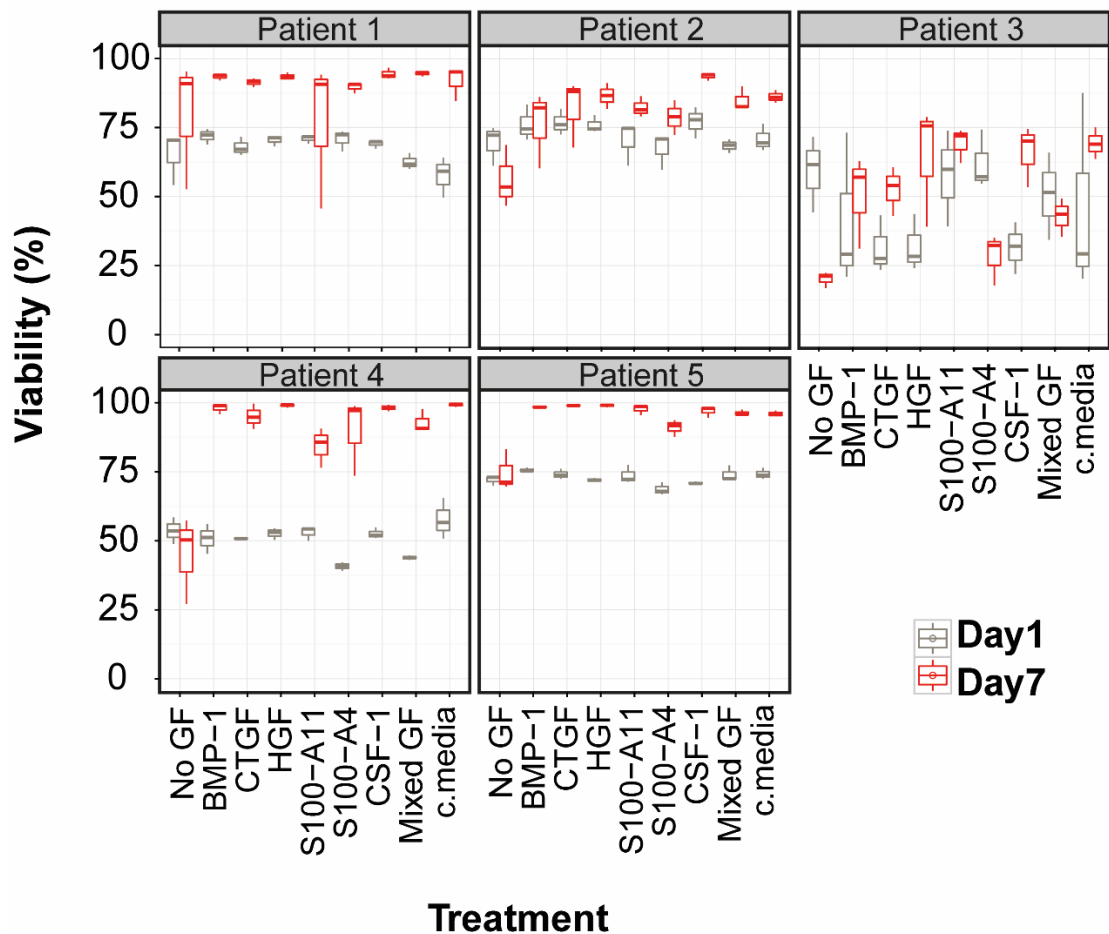 Patient 1
Patient 2
Patient 3
Viability (%)
100
75
50
25
0
Patient 4
Patient 5
100
75
50
25
0
No GF
BMP−1
CTGF
HGF
S100−A11
S100−A4
CSF−1
Mixed GF
c.media
No GF
BMP−1
CTGF
HGF
S100−A11
S100−A4
CSF−1
Mixed GF
c.media
No GF
BMP−1
CTGF
HGF
S100−A11
S100−A4
CSF−1
Mixed GF
c.media
Day1
Day7
Treatment